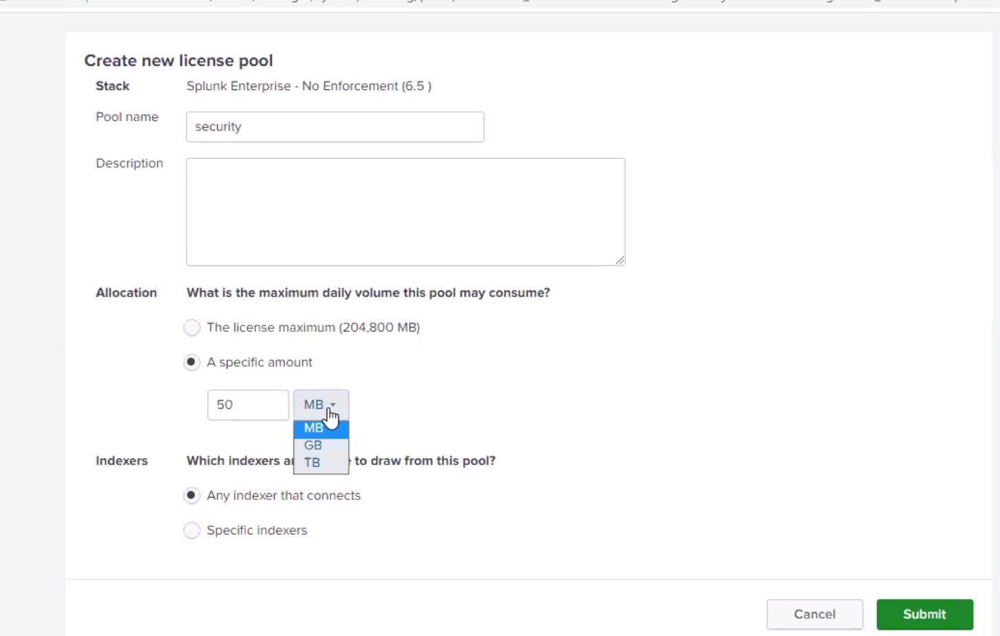 Create new license pool
Stack Splunk Enterprise - No Enforcement (6.5 )
Pool name security
Description
Allocation What is the maximum daily volume this pool may consume?
The license maximum (204,800 MB)
A specific amount
50 MB
MB
GB
TB
Indexers Which indexers to draw from this pool?
Any indexer that connects
Specific indexers
Cancel Submit